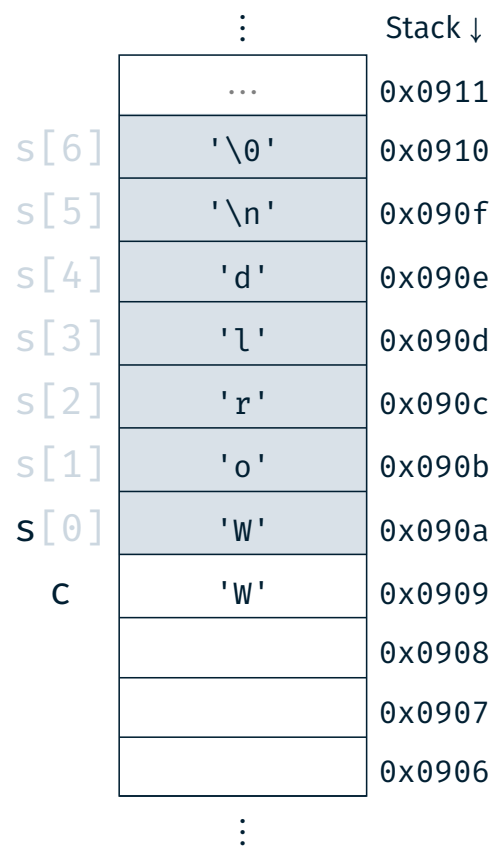 ⋮ Stack ↓
... 0x0911
s[6] '\0' 0x0910
s[5] '\n' 0x090f
s[4] 'd' 0x090e
s[3] 'l' 0x090d
s[2] 'r' 0x090c
s[1] 'o' 0x090b
s[0] 'W' 0x090a
c 'W' 0x0909
0x0908
0x0907
0x0906
⋮